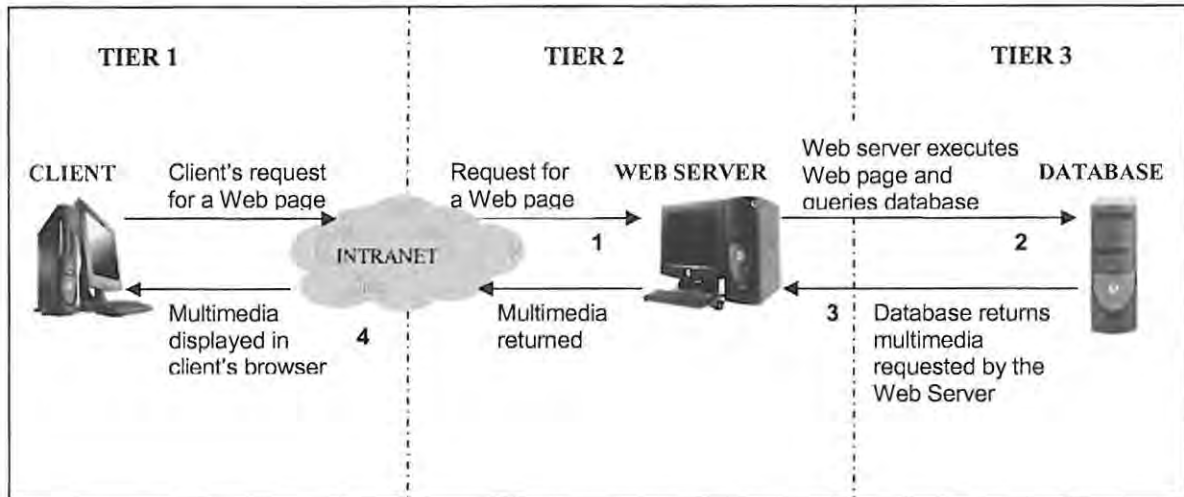 TIER 1
TIER 2
TIER 3
CLIENT
Client's request
for a Web page
Request for
a Web page
WEB SERVER
Web server executes
Web page and
queries database
DATABASE
1
2
INTRANET
Multimedia
displayed in
client's browser
4
Multimedia
returned
3
Database returns
multimedia
requested by the
Web Server